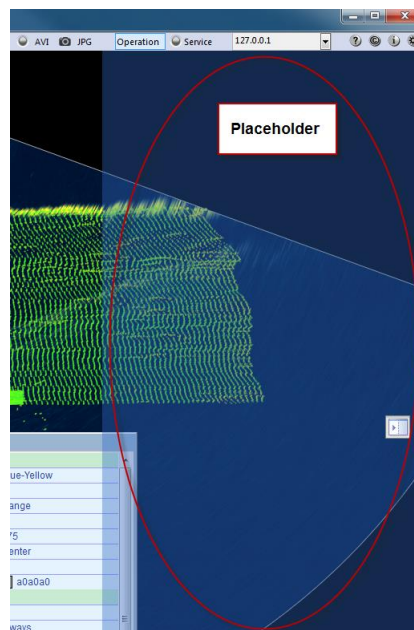 AVI JPG Operation Service 127.0.0.1 ? © i
Placeholder
ue-Yellow
ange
75
enter
a0a0a0
ways